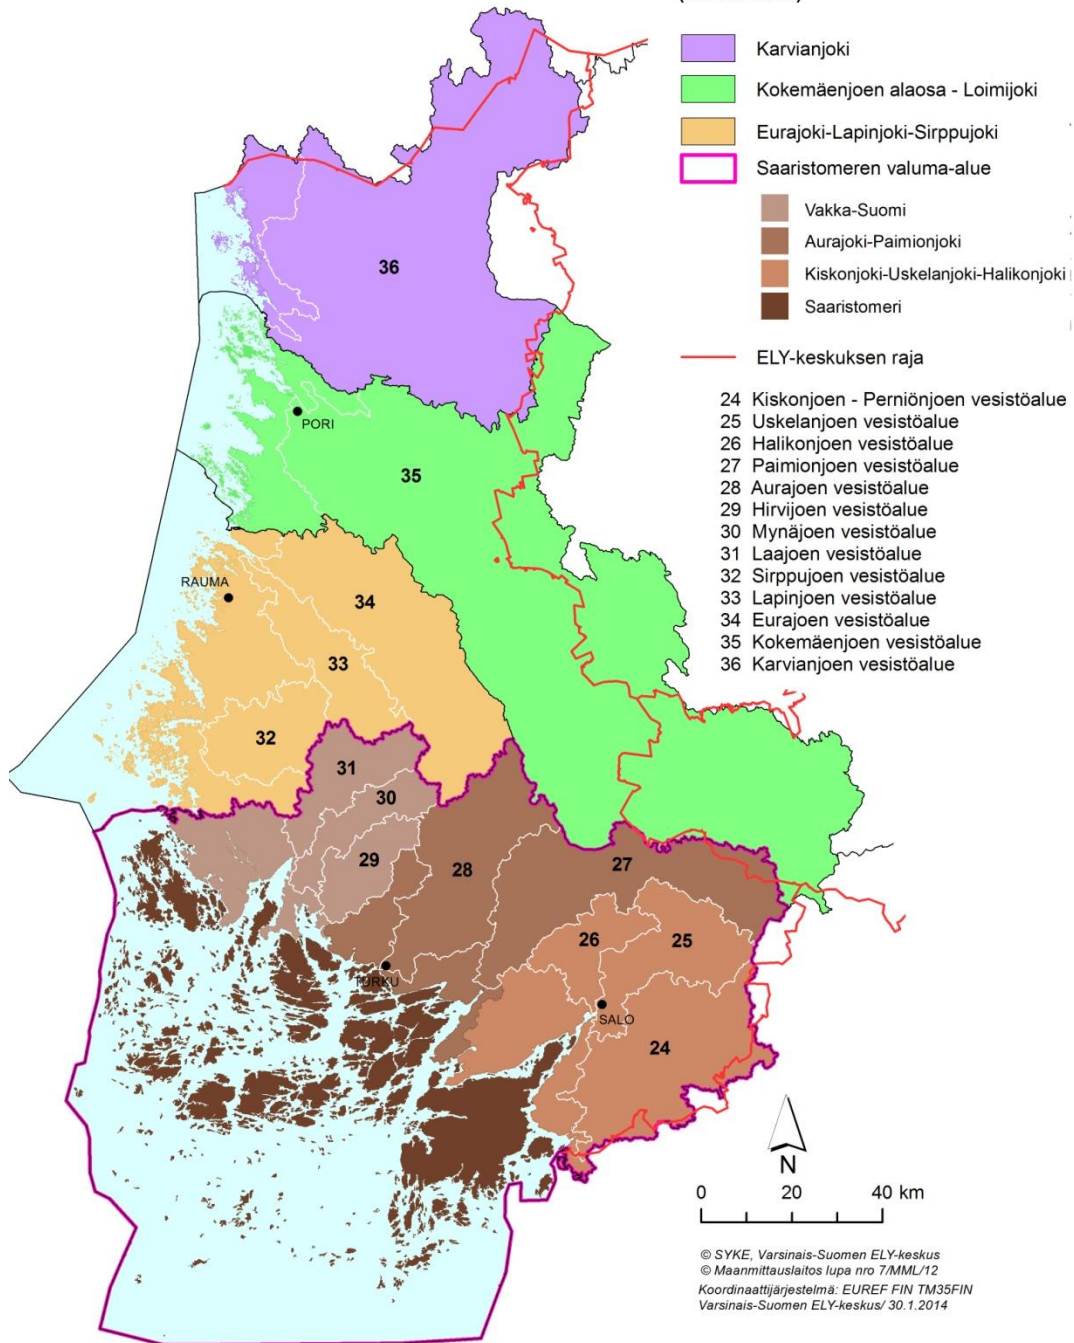 Karvianjoki
Kokemäenjoen alaosa - Loimijoki
Eurajoki-Lapinjoki-Sirppujoki
Saaristomeren valuma-alue
Vakka-Suomi
Aurajoki-Paimionjoki
Kiskonjoki-Uskelanjoki-Halikonjoki
Saaristomeri
ELY-keskuksen raja
24 Kiskonjoen - Perniönjoen vesistöalue
25 Uskelanjoen vesistöalue
26 Halikonjoen vesistöalue
27 Paimionjoen vesistöalue
28 Aurajoen vesistöalue
29 Hirvijoen vesistöalue
30 Mynäjoen vesistöalue
31 Laajoen vesistöalue
32 Sirppujoen vesistöalue
33 Lapinjoen vesistöalue
34 Eurajoen vesistöalue
35 Kokemäenjoen vesistöalue
36 Karvianjoen vesistöalue
36
PORI
35
RAUMA
34
33
32
31
30
29
28
27
26
25
TURKU
SALO
24
N
0 20 40 km
© SYKE, Varsinais-Suomen ELY-keskus
© Maanmittauslaitos lupa nro 7/MML/12
Koordinaattijärjestelmä: EUREF FIN TM35FIN
Varsinais-Suomen ELY-keskus/ 30.1.2014